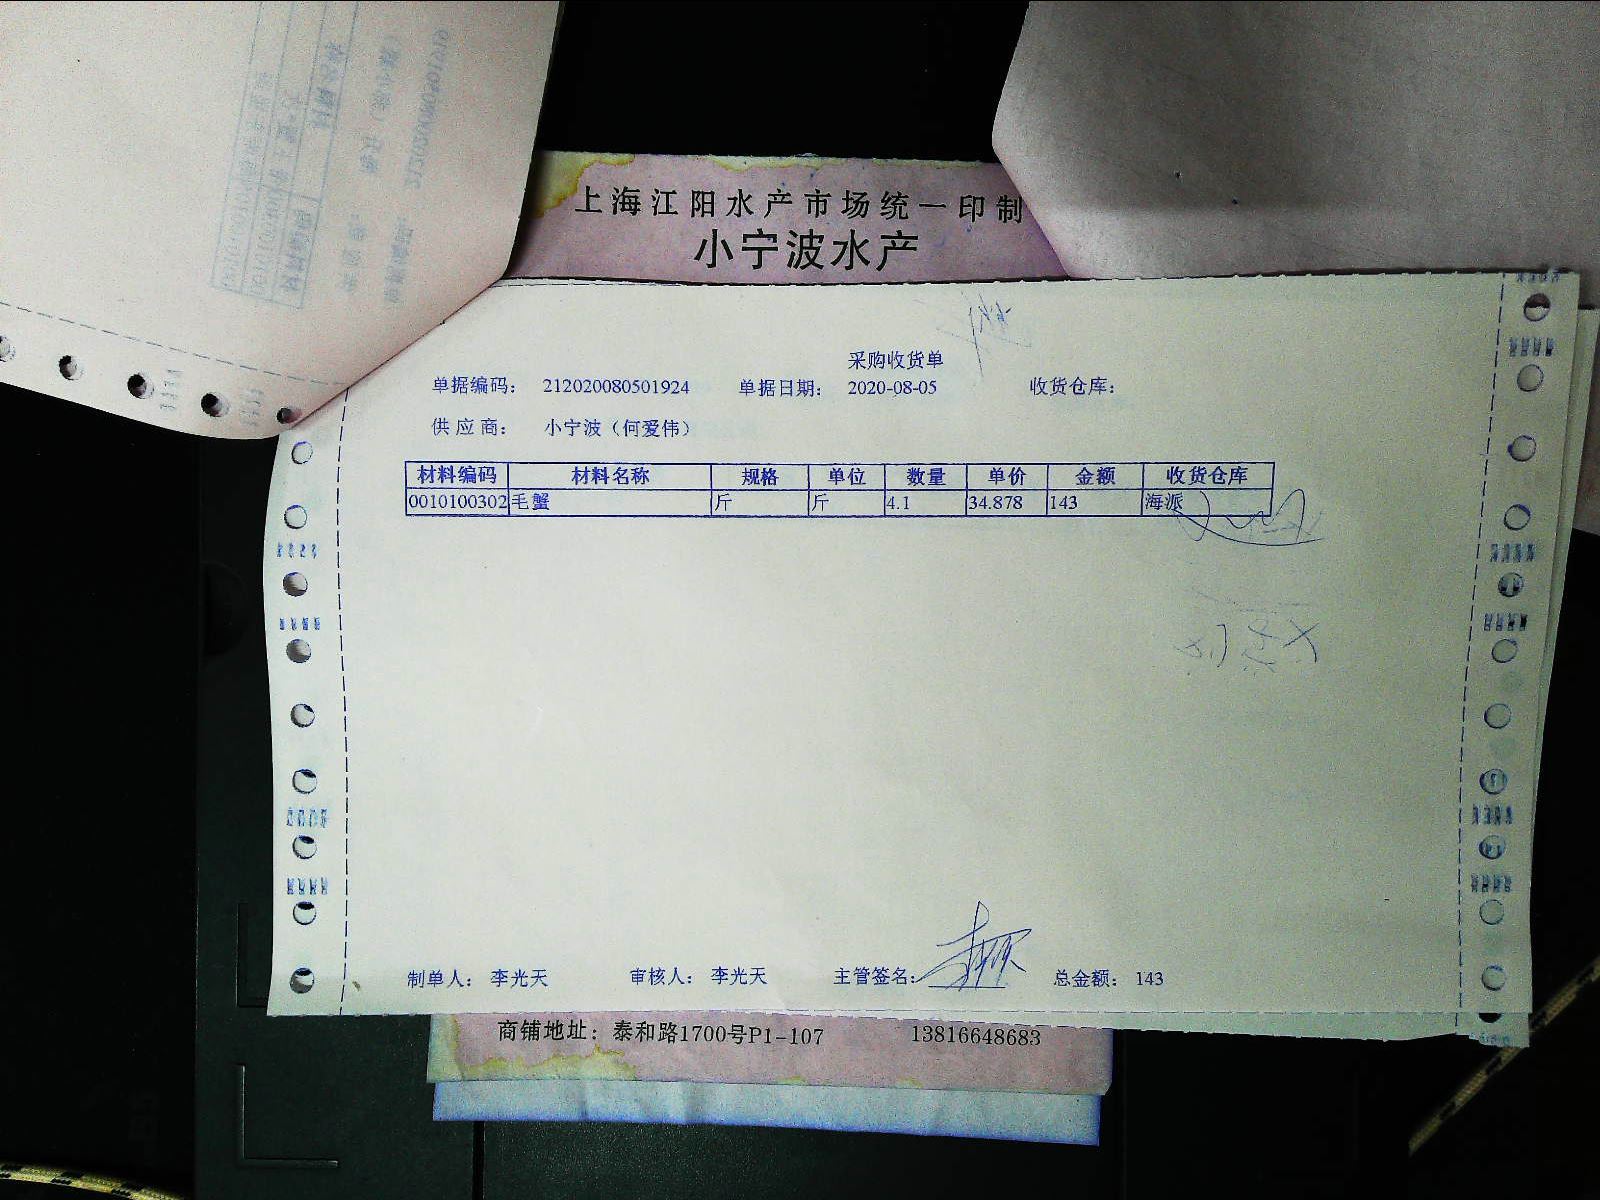 上海江阳水产市场统一印制
小宁波水产
采购收货单
单据编码： 212020080501924 单据日期： 2020-08-05 收货仓库：
供应商： 小宁波（何爱伟）
材料编码 材料名称 规格 单位 数量 单价 金额 收货仓库
0010100302 毛蟹 斤 斤 4.1 34.878 143 海派
制单人： 李光天 审核人： 李光天 主管签名： 总金额： 143
商铺地址：泰和路1700号P1-107 13816648683